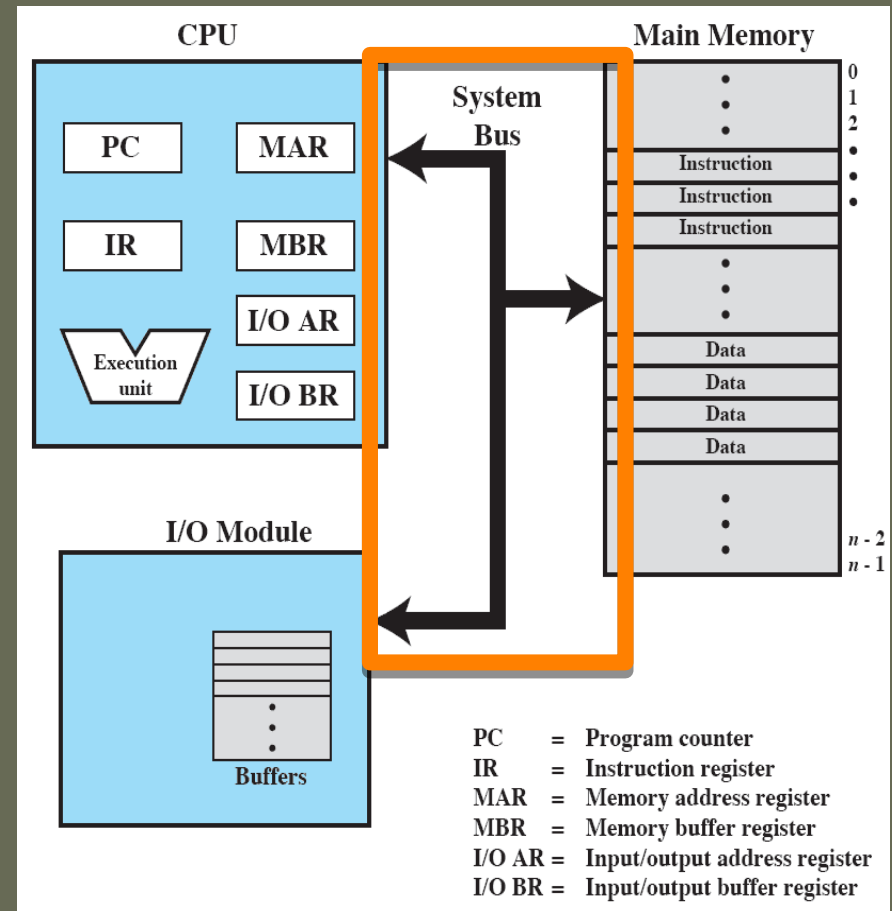 CPU
PC
MAR
IR
MBR
I/O AR
I/O BR
Execution
unit
System
Bus
Main Memory
0
1
2
Instruction
Instruction
Instruction
Data
Data
Data
Data
n - 2
n - 1
I/O Module
Buffers
PC = Program counter
IR = Instruction register
MAR = Memory address register
MBR = Memory buffer register
I/O AR = Input/output address register
I/O BR = Input/output buffer register